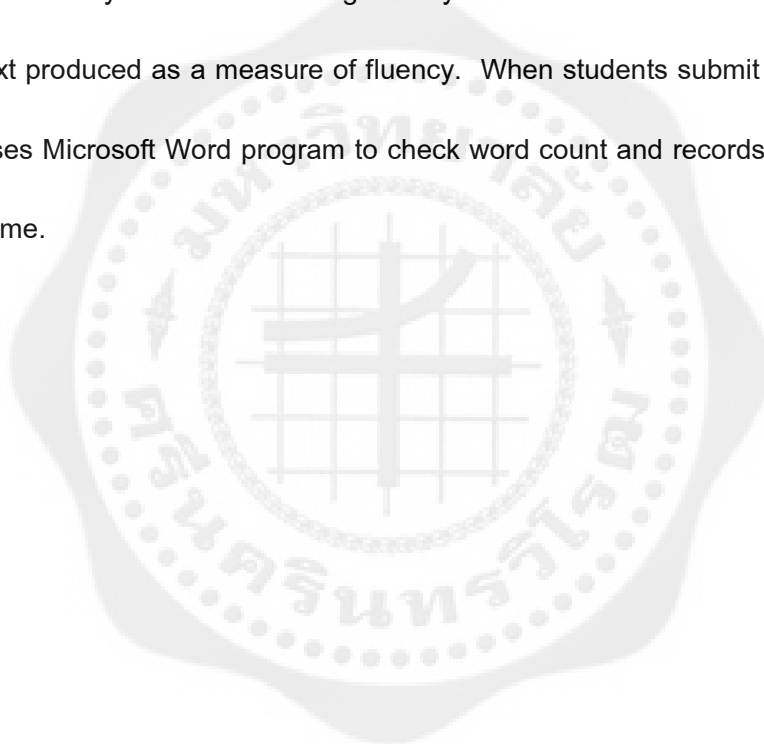 xt produced as a measure of fluency. When students submit
ses Microsoft Word program to check word count and records
me.
มหาวิทยาลัย
ศรีนครินทรวิโรฒ